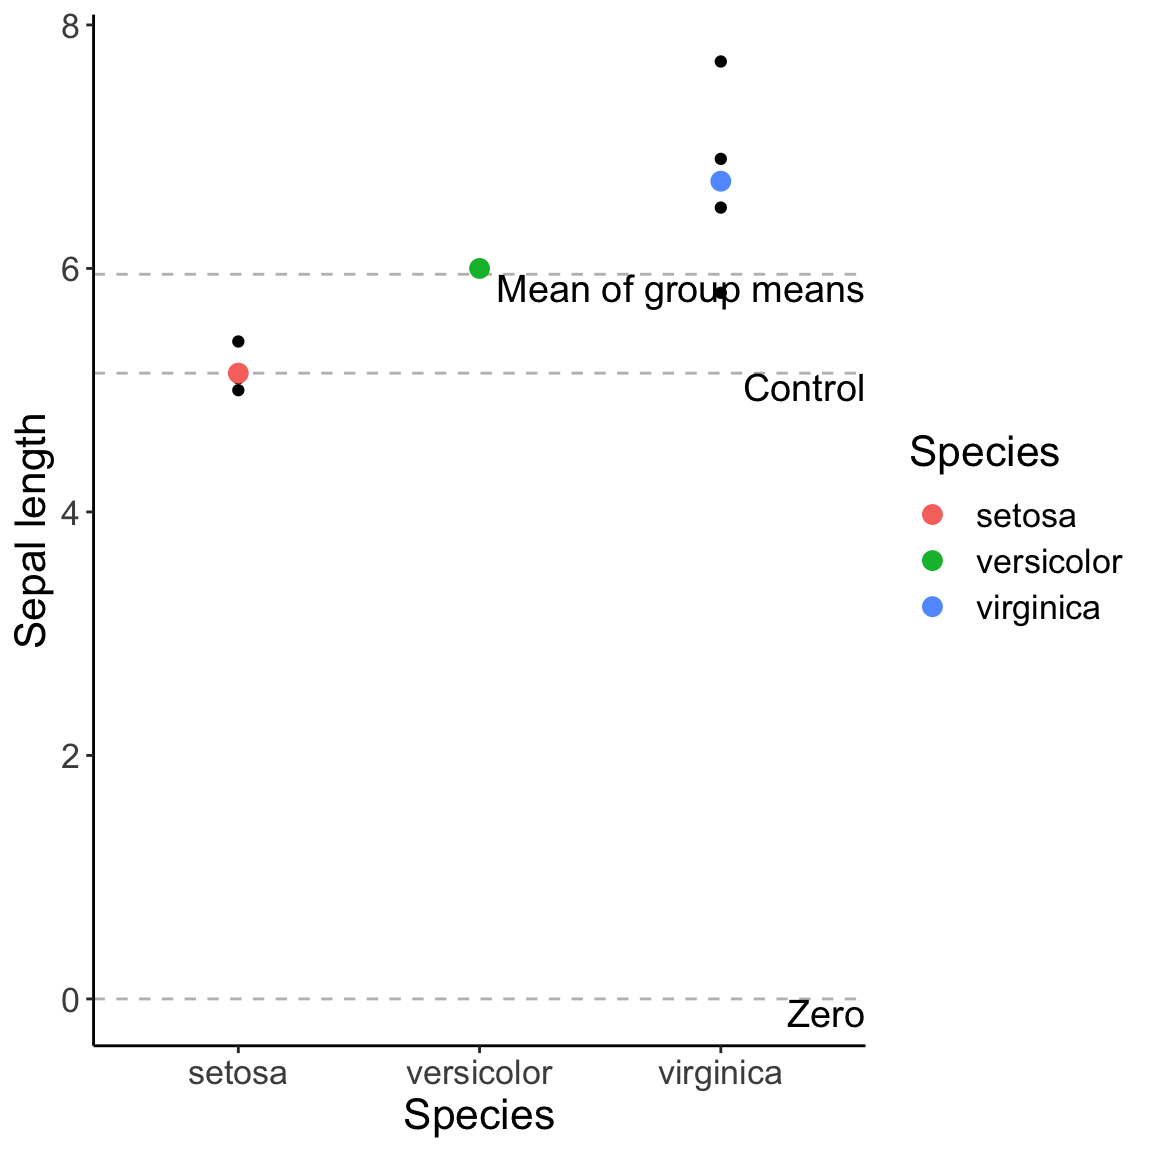 8
6
Mean of group means
Control
Sepal length
4
Species
setosa
versicolor
virginica
2
0
Zero
setosa versicolor virginica
Species